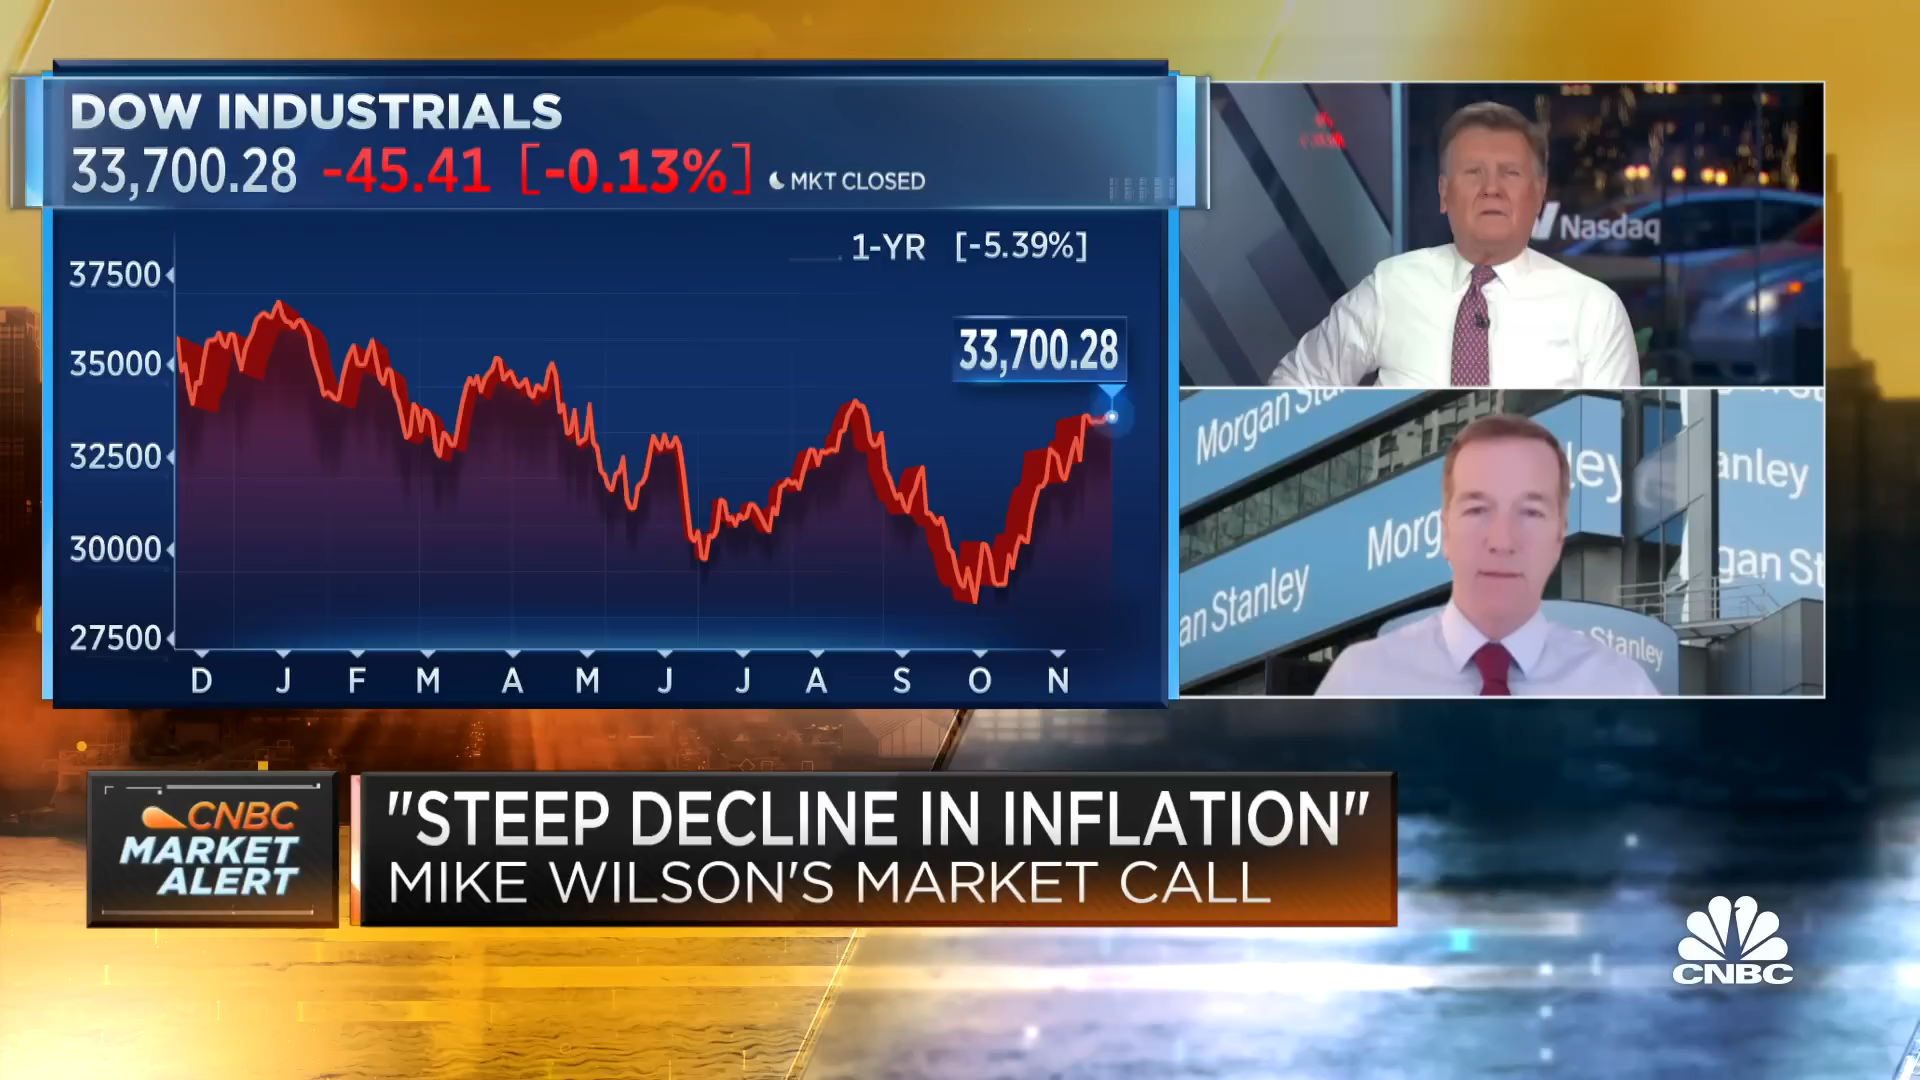 DOW INDUSTRIALS
33,700.28 -45.41 [-0.13%] MKT CLOSED
1-YR [-5.39%]
37500
35000
32500
30000
27500
33,700.28
D J F M A M J J A S O N
Nasdaq
Morgan Sta
ley
anley
Morg
gan St
an Stanley
Stanley
CNBC
MARKET
ALERT
"STEEP DECLINE IN INFLATION"
MIKE WILSON'S MARKET CALL
CNBC